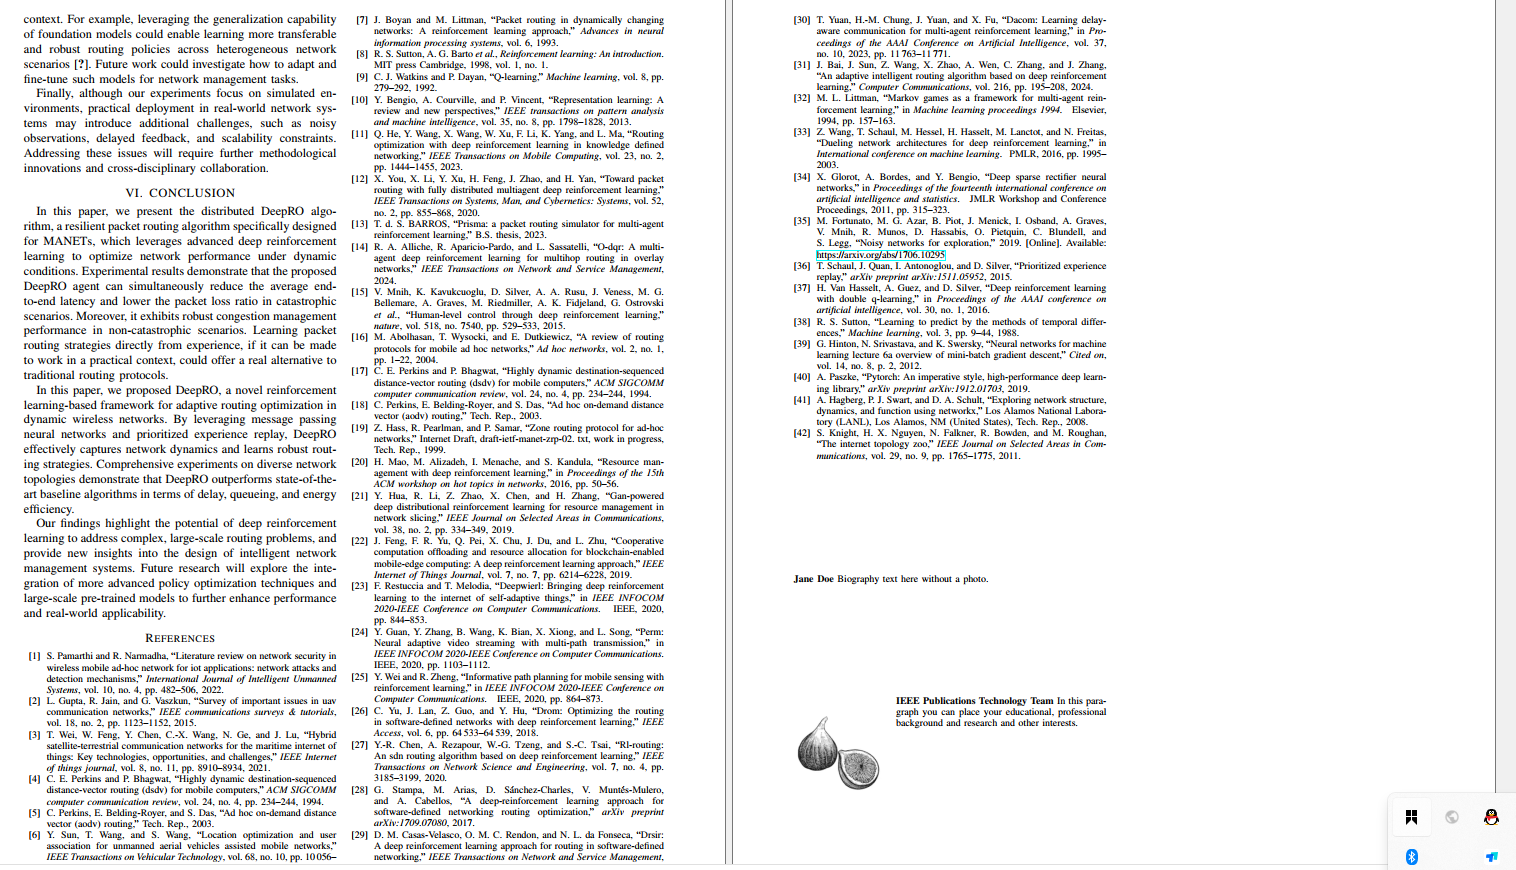 context. For example, leveraging the generalization capability
of foundation models could enable learning more transferable
and robust routing policies across heterogeneous network
scenarios [?]. Future work could investigate how to adapt and
fine-tune such models for network management tasks.
Finally, although our experiments focus on simulated en-
vironments, practical deployment in real-world network sys-
tems may introduce additional challenges, such as noisy
observations, delayed feedback, and scalability constraints.
Addressing these issues will require further methodological
innovations and cross-disciplinary collaboration.
VI. CONCLUSION
In this paper, we present the distributed DeepRO algo-
rithm, a resilient packet routing algorithm specifically designed
for MANETs, which leverages advanced deep reinforcement
learning to optimize network performance under dynamic
conditions. Experimental results demonstrate that the proposed
DeepRO agent can simultaneously reduce the average end-
to-end latency and lower the packet loss ratio in catastrophic
scenarios. Moreover, it exhibits robust congestion management
performance in non-catastrophic scenarios. Learning packet
routing strategies directly from experience, if it can be made
to work in a practical context, could offer a real alternative to
traditional routing protocols.
In this paper, we proposed DeepRO, a novel reinforcement
learning-based framework for adaptive routing optimization in
dynamic wireless networks. By leveraging message passing
neural networks and prioritized experience replay, DeepRO
effectively captures network dynamics and learns robust rout-
ing strategies. Comprehensive experiments on diverse network
topologies demonstrate that DeepRO outperforms state-of-the-
art baseline algorithms in terms of delay, queueing, and energy
efficiency.
Our findings highlight the potential of deep reinforcement
learning to address complex, large-scale routing problems, and
provide new insights into the design of intelligent network
management systems. Future research will explore the inte-
gration of more advanced policy optimization techniques and
large-scale pre-trained models to further enhance performance
and real-world applicability.
REFERENCES
[1] S. Pamarthi and R. Narmadha, “Literature review on network security in
wireless mobile ad-hoc network for iot applications: network attacks and
detection mechanisms,” International Journal of Intelligent Unmanned
Systems, vol. 10, no. 4, pp. 482–506, 2022.
[2] L. Gupta, R. Jain, and G. Vaszkun, “Survey of important issues in uav
communication networks,” IEEE communications surveys & tutorials,
vol. 18, no. 2, pp. 1123–1152, 2015.
[3] T. Wei, W. Feng, Y. Chen, C.-X. Wang, N. Ge, and J. Lu, “Hybrid
satellite-terrestrial communication networks for the maritime internet of
things: Key technologies, opportunities, and challenges,” IEEE Internet
of things journal, vol. 8, no. 11, pp. 8910–8934, 2021.
[4] C. E. Perkins and P. Bhagwat, “Highly dynamic destination-sequenced
distance-vector routing (dsdv) for mobile computers,” ACM SIGCOMM
computer communication review, vol. 24, no. 4, pp. 234–244, 1994.
[5] C. Perkins, E. Belding-Royer, and S. Das, “Ad hoc on-demand distance
vector (aodv) routing,” Tech. Rep., 2003.
[6] Y. Sun, T. Wang, and S. Wang, “Location optimization and user
association for unmanned aerial vehicles assisted mobile networks,”
IEEE Transactions on Vehicular Technology, vol. 68, no. 10, pp. 10 056–
[7] J. Boyan and M. Littman, “Packet routing in dynamically changing
networks: A reinforcement learning approach,” Advances in neural
information processing systems, vol. 6, 1993.
[8] R. S. Sutton, A. G. Barto et al., Reinforcement learning: An introduction.
MIT press Cambridge, 1998, vol. 1, no. 1.
[9] C. J. Watkins and P. Dayan, “Q-learning,” Machine learning, vol. 8, pp.
279–292, 1992.
[10] Y. Bengio, A. Courville, and P. Vincent, “Representation learning: A
review and new perspectives,” IEEE transactions on pattern analysis
and machine intelligence, vol. 35, no. 8, pp. 1798–1828, 2013.
[11] Q. He, Y. Wang, X. Wang, W. Xu, F. Li, K. Yang, and L. Ma, “Routing
optimization with deep reinforcement learning in knowledge defined
networking,” IEEE Transactions on Mobile Computing, vol. 23, no. 2,
pp. 1444–1455, 2023.
[12] X. You, X. Li, Y. Xu, H. Feng, J. Zhao, and H. Yan, “Toward packet
routing with fully distributed multiagent deep reinforcement learning,”
IEEE Transactions on Systems, Man, and Cybernetics: Systems, vol. 52,
no. 2, pp. 855–868, 2020.
[13] T. d. S. BARROS, “Prisma: a packet routing simulator for multi-agent
reinforcement learning,” B.S. thesis, 2023.
[14] R. A. Alliche, R. Aparicio-Pardo, and L. Sassatelli, “O-dqr: A multi-
agent deep reinforcement learning for multihop routing in overlay
networks,” IEEE Transactions on Network and Service Management,
2024.
[15] V. Mnih, K. Kavukcuoglu, D. Silver, A. A. Rusu, J. Veness, M. G.
Bellemare, A. Graves, M. Riedmiller, A. K. Fidjeland, G. Ostrovski
et al., “Human-level control through deep reinforcement learning,”
nature, vol. 518, no. 7540, pp. 529–533, 2015.
[16] M. Abolhasan, T. Wysocki, and E. Dutkiewicz, “A review of routing
protocols for mobile ad hoc networks,” Ad hoc networks, vol. 2, no. 1,
pp. 1–22, 2004.
[17] C. E. Perkins and P. Bhagwat, “Highly dynamic destination-sequenced
distance-vector routing (dsdv) for mobile computers,” ACM SIGCOMM
computer communication review, vol. 24, no. 4, pp. 234–244, 1994.
[18] C. Perkins, E. Belding-Royer, and S. Das, “Ad hoc on-demand distance
vector (aodv) routing,” Tech. Rep., 2003.
[19] Z. Hass, R. Pearlman, and P. Samar, “Zone routing protocol for ad-hoc
networks,” Internet Draft, draft-ietf-manet-zrp-02. txt, work in progress,
Tech. Rep., 1999.
[20] H. Mao, M. Alizadeh, I. Menache, and S. Kandula, “Resource man-
agement with deep reinforcement learning,” in Proceedings of the 15th
ACM workshop on hot topics in networks, 2016, pp. 50–56.
[21] Y. Hua, R. Li, Z. Zhao, X. Chen, and H. Zhang, “Gan-powered
deep distributional reinforcement learning for resource management in
network slicing,” IEEE Journal on Selected Areas in Communications,
vol. 38, no. 2, pp. 334–349, 2019.
[22] J. Feng, F. R. Yu, Q. Pei, X. Chu, J. Du, and L. Zhu, “Cooperative
computation offloading and resource allocation for blockchain-enabled
mobile-edge computing: A deep reinforcement learning approach,” IEEE
Internet of Things Journal, vol. 7, no. 7, pp. 6214–6228, 2019.
[23] F. Restuccia and T. Melodia, “Deepwierl: Bringing deep reinforcement
learning to the internet of self-adaptive things,” in IEEE INFOCOM
2020-IEEE Conference on Computer Communications. IEEE, 2020,
pp. 844–853.
[24] Y. Guan, Y. Zhang, B. Wang, K. Bian, X. Xiong, and L. Song, “Perm:
Neural adaptive video streaming with multi-path transmission,” in
IEEE INFOCOM 2020-IEEE Conference on Computer Communications.
IEEE, 2020, pp. 1103–1112.
[25] Y. Wei and R. Zheng, “Informative path planning for mobile sensing with
reinforcement learning,” in IEEE INFOCOM 2020-IEEE Conference on
Computer Communications. IEEE, 2020, pp. 864–873.
[26] C. Yu, J. Lan, Z. Guo, and Y. Hu, “Drom: Optimizing the routing
in software-defined networks with deep reinforcement learning,” IEEE
Access, vol. 6, pp. 64 533–64 539, 2018.
[27] Y.-R. Chen, A. Rezapour, W.-G. Tzeng, and S.-C. Tsai, “Rl-routing:
An sdn routing algorithm based on deep reinforcement learning,” IEEE
Transactions on Network Science and Engineering, vol. 7, no. 4, pp.
3185–3199, 2020.
[28] G. Stampa, M. Arias, D. Sánchez-Charles, V. Muntés-Mulero,
and A. Cabellos, “A deep-reinforcement learning approach for
software-defined networking routing optimization,” arXiv preprint
arXiv:1709.07080, 2017.
[29] D. M. Casas-Velasco, O. M. C. Rendon, and N. L. da Fonseca, “Drsir:
A deep reinforcement learning approach for routing in software-defined
networking,” IEEE Transactions on Network and Service Management,
[30] T. Yuan, H.-M. Chung, J. Yuan, and X. Fu, “Dacom: Learning delay-
aware communication for multi-agent reinforcement learning,” in Pro-
ceedings of the AAAI Conference on Artificial Intelligence, vol. 37,
no. 10, 2023, pp. 11 763–11 771.
[31] J. Bai, J. Sun, Z. Wang, X. Zhao, A. Wen, C. Zhang, and J. Zhang,
“An adaptive intelligent routing algorithm based on deep reinforcement
learning,” Computer Communications, vol. 216, pp. 195–208, 2024.
[32] M. L. Littman, “Markov games as a framework for multi-agent rein-
forcement learning,” in Machine learning proceedings 1994. Elsevier,
1994, pp. 157–163.
[33] Z. Wang, T. Schaul, M. Hessel, H. Hasselt, M. Lanctot, and N. Freitas,
“Dueling network architectures for deep reinforcement learning,” in
International conference on machine learning. PMLR, 2016, pp. 1995–
2003.
[34] X. Glorot, A. Bordes, and Y. Bengio, “Deep sparse rectifier neural
networks,” in Proceedings of the fourteenth international conference on
artificial intelligence and statistics. JMLR Workshop and Conference
Proceedings, 2011, pp. 315–323.
[35] M. Fortunato, M. G. Azar, B. Piot, J. Menick, I. Osband, A. Graves,
V. Mnih, R. Munos, D. Hassabis, O. Pietquin, C. Blundell, and
S. Legg, “Noisy networks for exploration,” 2019. [Online]. Available:
https://arxiv.org/abs/1706.10295
[36] T. Schaul, J. Quan, I. Antonoglou, and D. Silver, “Prioritized experience
replay,” arXiv preprint arXiv:1511.05952, 2015.
[37] H. Van Hasselt, A. Guez, and D. Silver, “Deep reinforcement learning
with double q-learning,” in Proceedings of the AAAI conference on
artificial intelligence, vol. 30, no. 1, 2016.
[38] R. S. Sutton, “Learning to predict by the methods of temporal differ-
ences,” Machine learning, vol. 3, pp. 9–44, 1988.
[39] G. Hinton, N. Srivastava, and K. Swersky, “Neural networks for machine
learning lecture 6a overview of mini-batch gradient descent,” Cited on,
vol. 14, no. 8, p. 2, 2012.
[40] A. Paszke, “Pytorch: An imperative style, high-performance deep learn-
ing library,” arXiv preprint arXiv:1912.01703, 2019.
[41] A. Hagberg, P. J. Swart, and D. A. Schult, “Exploring network structure,
dynamics, and function using networkx,” Los Alamos National Labora-
tory (LANL), Los Alamos, NM (United States), Tech. Rep., 2008.
[42] S. Knight, H. X. Nguyen, N. Falkner, R. Bowden, and M. Roughan,
“The internet topology zoo,” IEEE Journal on Selected Areas in Com-
munications, vol. 29, no. 9, pp. 1765–1775, 2011.
Jane Doe Biography text here without a photo.
IEEE Publications Technology Team In this para-
graph you can place your educational, professional
background and research and other interests.